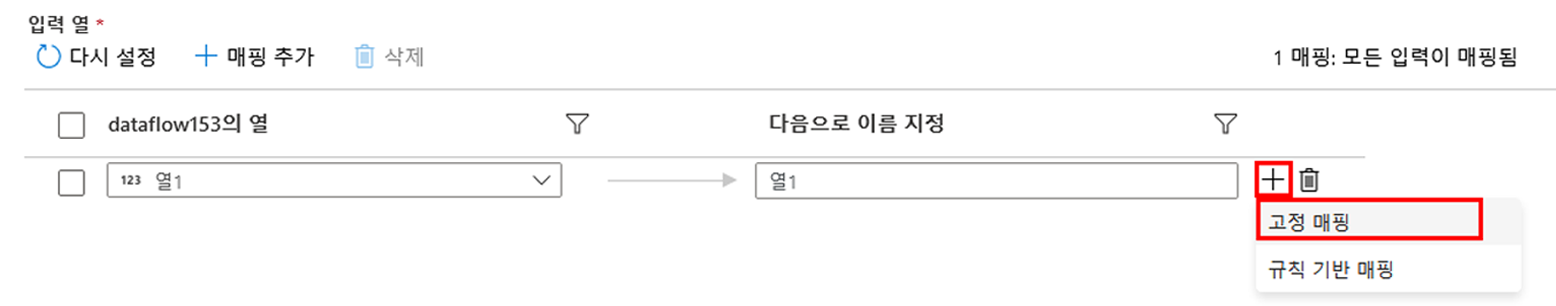 입력 열 *
다시 설정 매핑 추가 삭제 1 매핑: 모든 입력이 매핑됨
dataflow153의 열 다음으로 이름 지정
123 열1 열1
고정 매핑
규칙 기반 매핑